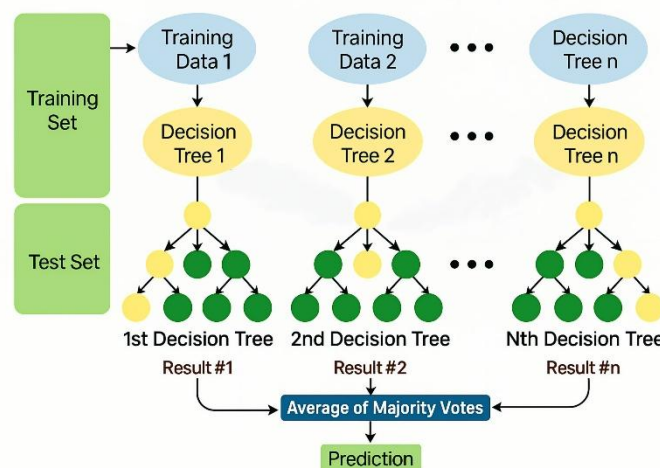 Training
Set
Test Set
Training
Data 1
Training
Data 2
Decision
Tree n
Decision
Tree 1
Decision
Tree 2
Decision
Tree n
1st Decision Tree
2nd Decision Tree
Nth Decision Tree
Result #1
Result #2
Result #n
Average of Majority Votes
Prediction